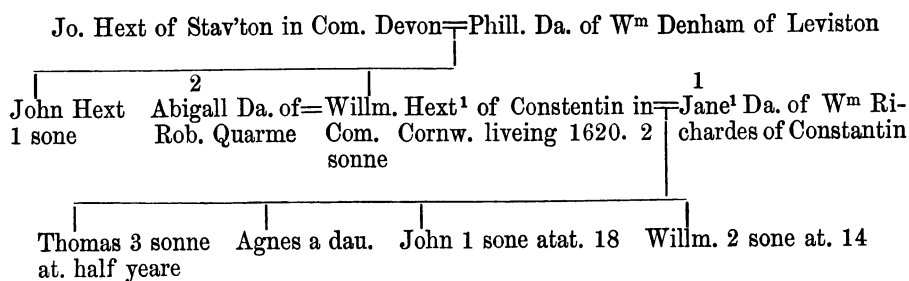 Jo. Hext of Stav'ton in Com. Devon=Phill. Da. of Wᵐ Denham of Leviston
2 1
John Hext Abigall Da. of=Willm. Hext¹ of Constentin in=Jane¹ Da. of Wᵐ Ri-
1 sone Rob. Quarme Com. Cornw. liveing 1620. 2 chardes of Constantin
sonne
Thomas 3 sonne Agnes a dau. John 1 sone atat. 18 Willm. 2 sone at. 14
at. half yeare